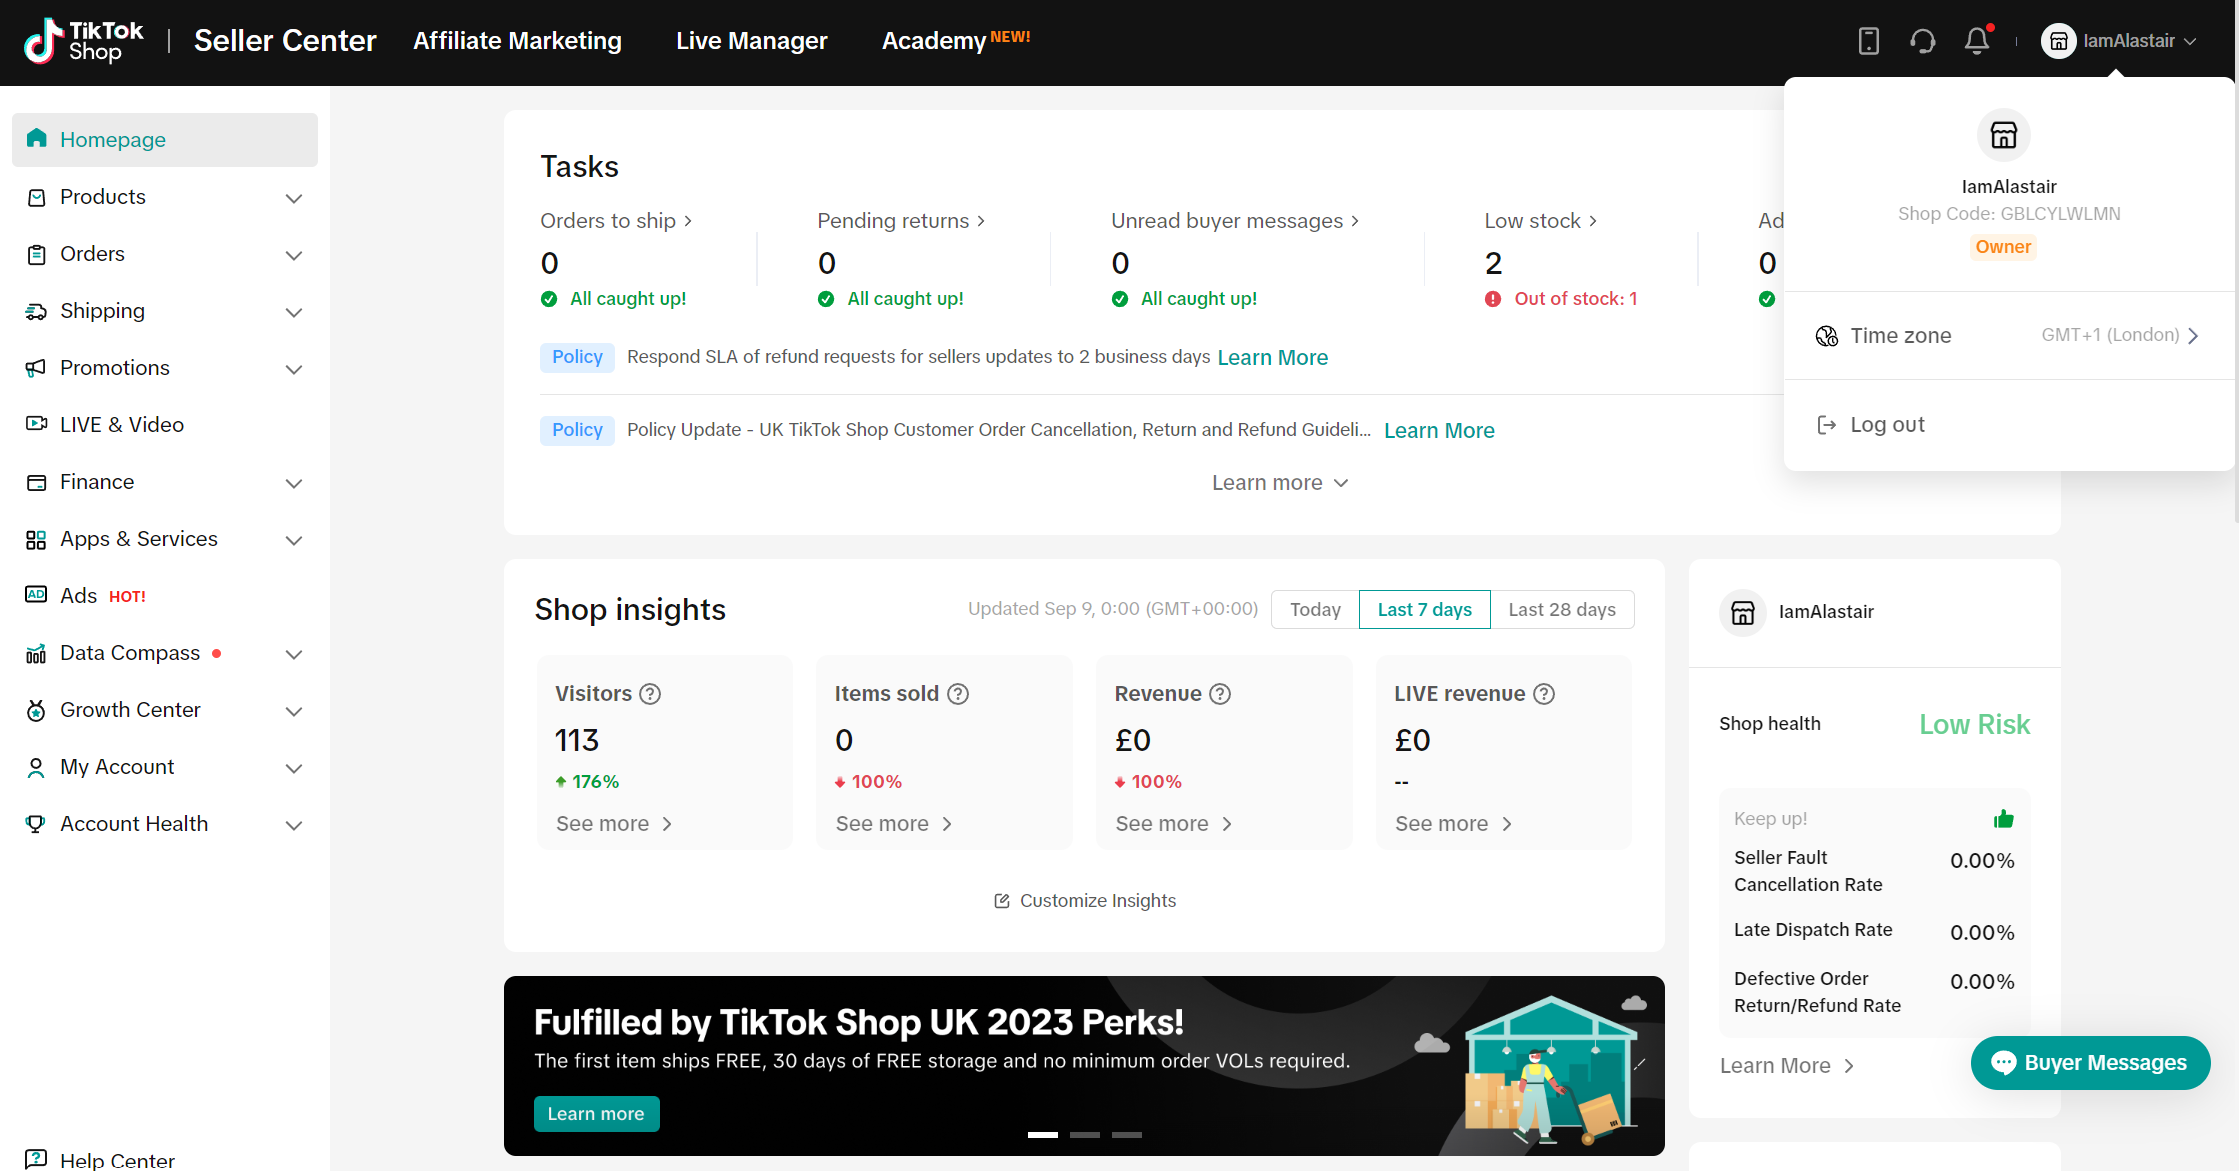 TikTok Shop | Seller Center Affiliate Marketing Live Manager Academy NEW! IamAlastair
Homepage
Products
Orders
Shipping
Promotions
LIVE & Video
Finance
Apps & Services
AD Ads HOT!
Data Compass
Growth Center
My Account
Account Health
Help Center
Tasks
Orders to ship
0
All caught up!
Pending returns
0
All caught up!
Unread buyer messages
0
All caught up!
Low stock
2
Out of stock: 1
Ad
0
Policy Respond SLA of refund requests for sellers updates to 2 business days Learn More
Policy Policy Update - UK TikTok Shop Customer Order Cancellation, Return and Refund Guideli... Learn More
Learn more
IamAlastair
Shop Code: GBLCYLWLMN
Owner
Time zone GMT+1 (London)
Log out
Shop insights Updated Sep 9, 0:00 (GMT+00:00) Today Last 7 days Last 28 days
Visitors
113
176%
See more
Items sold
0
100%
See more
Revenue
£0
100%
See more
LIVE revenue
£0
--
See more
Customize Insights
Fulfilled by TikTok Shop UK 2023 Perks!
The first item ships FREE, 30 days of FREE storage and no minimum order VOLs required.
Learn more
IamAlastair
Shop health Low Risk
Keep up!
Seller Fault
Cancellation Rate 0.00%
Late Dispatch Rate 0.00%
Defective Order
Return/Refund Rate 0.00%
Learn More
Buyer Messages